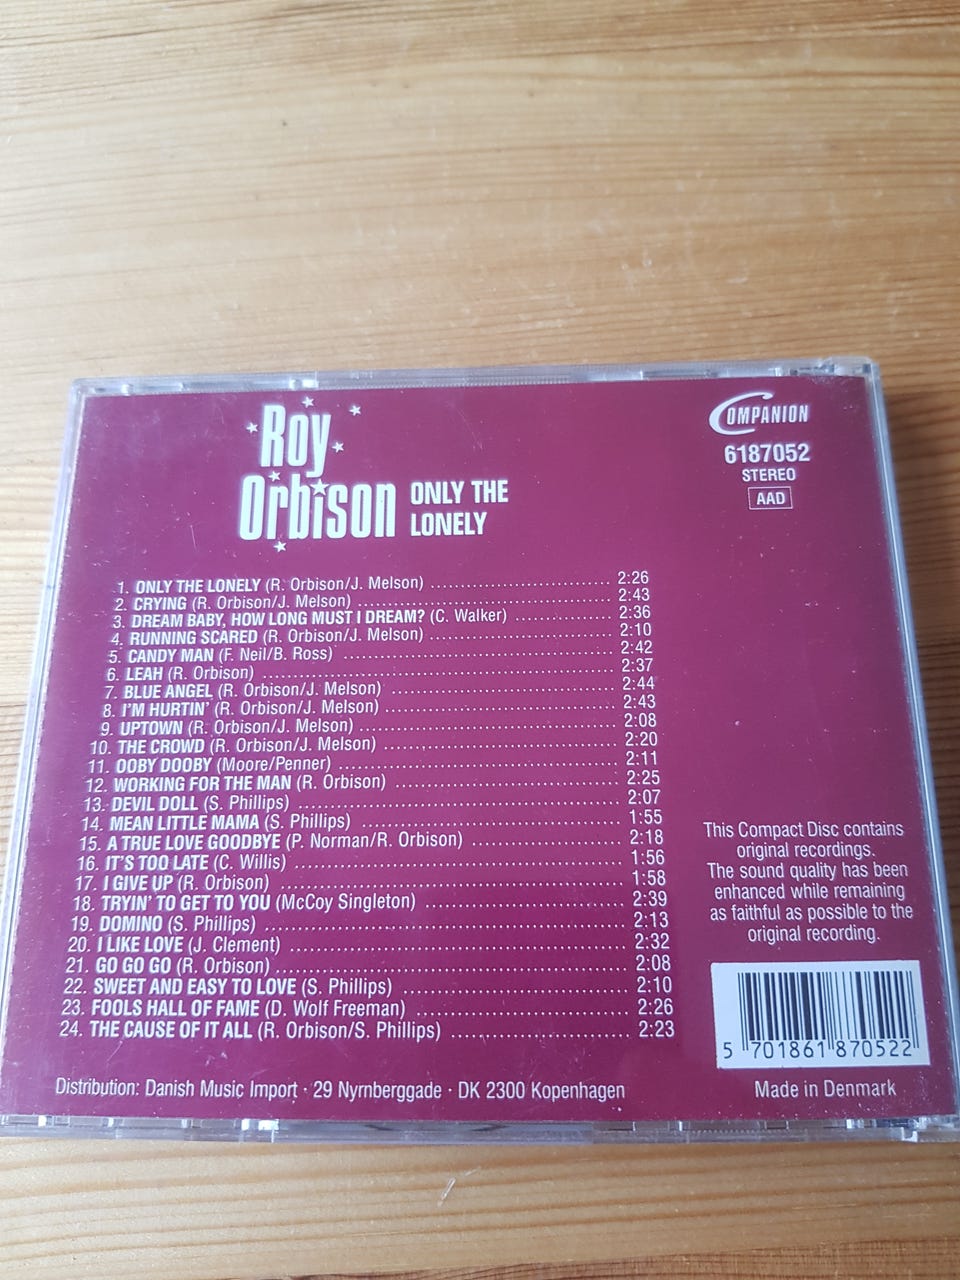 Roy
Orbison
ONLY THE
LONELY
COMPANION
6187052
STEREO
AAD
1. ONLY THE LONELY (R. Orbison/J. Melson) 2:26
2. CRYING (R. Orbison/J. Melson) 2:43
3. DREAM BABY, HOW LONG MUST I DREAM? (C. Walker) 2:36
4. RUNNING SCARED (R. Orbison/J. Melson) 2:10
5. CANDY MAN (F. Neil/B. Ross) 2:42
6. LEAH (R. Orbison) 2:37
7. BLUE ANGEL (R. Orbison/J. Melson) 2:44
8. I'M HURTIN' (R. Orbison/J. Melson) 2:43
9. UPTOWN (R. Orbison/J. Melson) 2:08
10. THE CROWD (R. Orbison/J. Melson) 2:20
11. OOBY DOOBY (Moore/Penner) 2:11
12. WORKING FOR THE MAN (R. Orbison) 2:25
13. DEVIL DOLL (S. Phillips) 2:07
14. MEAN LITTLE MAMA (S. Phillips) 1:55
15. A TRUE LOVE GOODBYE (P. Norman/R. Orbison) 2:18
16. IT'S TOO LATE (C. Willis) 1:56
17. I GIVE UP (R. Orbison) 1:58
18. TRYIN' TO GET TO YOU (McCoy Singleton) 2:39
19. DOMINO (S. Phillips) 2:13
20. I LIKE LOVE (J. Clement) 2:32
21. GO GO GO (R. Orbison) 2:08
22. SWEET AND EASY TO LOVE (S. Phillips) 2:10
23. FOOLS HALL OF FAME (D. Wolf Freeman) 2:26
24. THE CAUSE OF IT ALL (R. Orbison/S. Phillips) 2:23
This Compact Disc contains
original recordings.
The sound quality has been
enhanced while remaining
as faithful as possible to the
original recording.
5 701861 870522
Distribution: Danish Music Import · 29 Nyrnberggade · DK 2300 Kopenhagen
Made in Denmark